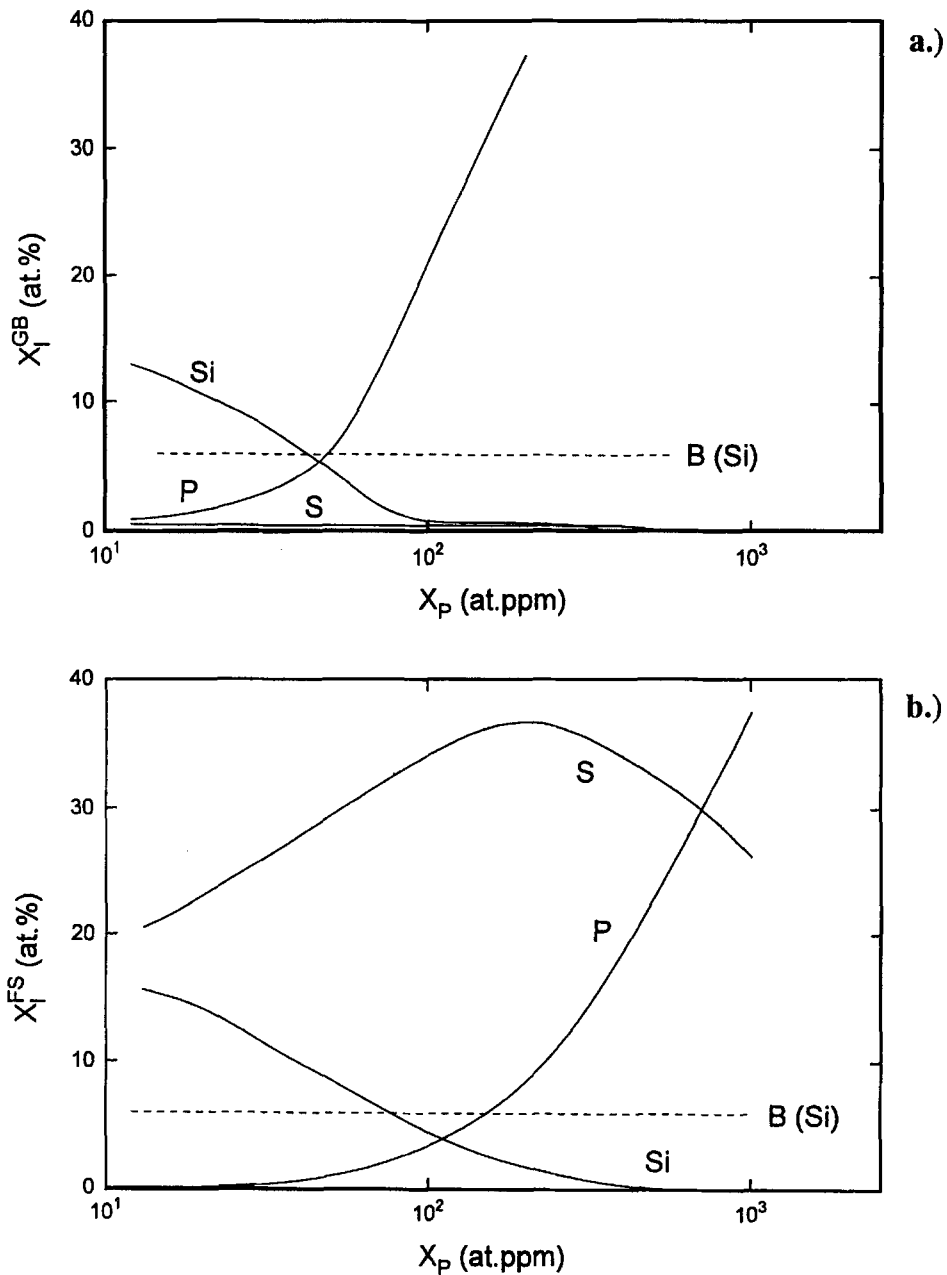 a.)
40
30
20
10
0
X_I^GB (at.%)
Si
P
S
B (Si)
10^1
10^2
10^3
X_P (at.ppm)
b.)
40
30
20
10
0
X_I^FS (at.%)
S
P
B (Si)
Si
10^1
10^2
10^3
X_P (at.ppm)